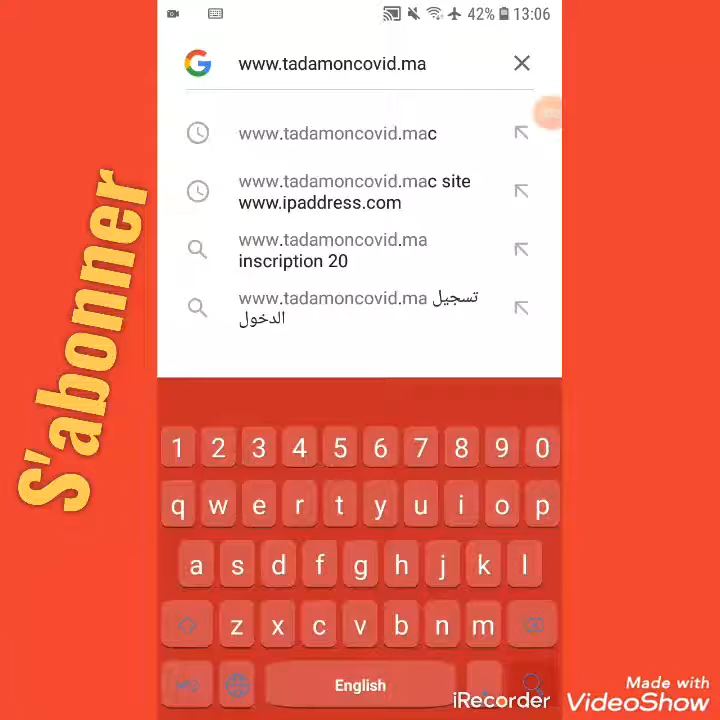 42% 13:06
www.tadamoncovid.ma
www.tadamoncovid.mac
www.tadamoncovid.mac site
www.ipaddress.com
www.tadamoncovid.ma
inscription 20
www.tadamoncovid.ma تسجيل
الدخول
S'abonner
1 2 3 4 5 6 7 8 9 0
q w e r t y u i o p
a s d f g h j k l
z x c v b n m
English
iRecorder
Made with
VideoShow